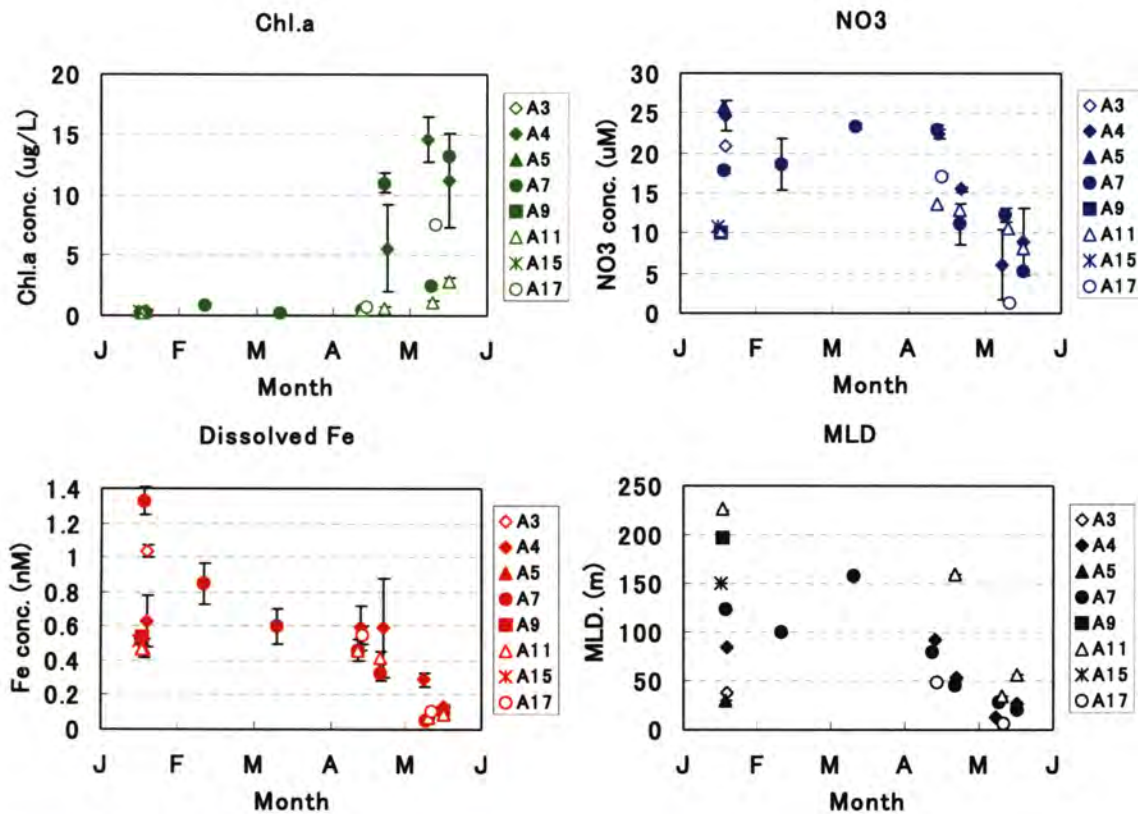 Chl.a
20
15
10
5
0
J F M A M J
Month
Chl.a conc. (ug/L)
A3
A4
A5
A7
A9
A11
A15
A17
NO3
30
25
20
15
10
5
0
J F M A M J
Month
NO3 conc. (uM)
A3
A4
A5
A7
A9
A11
A15
A17
Dissolved Fe
1.4
1.2
1
0.8
0.6
0.4
0.2
0
J F M A M J
Month
Fe conc. (nM)
A3
A4
A5
A7
A9
A11
A15
A17
MLD
250
200
150
100
50
0
J F M A M J
Month
MLD. (m)
A3
A4
A5
A7
A9
A11
A15
A17